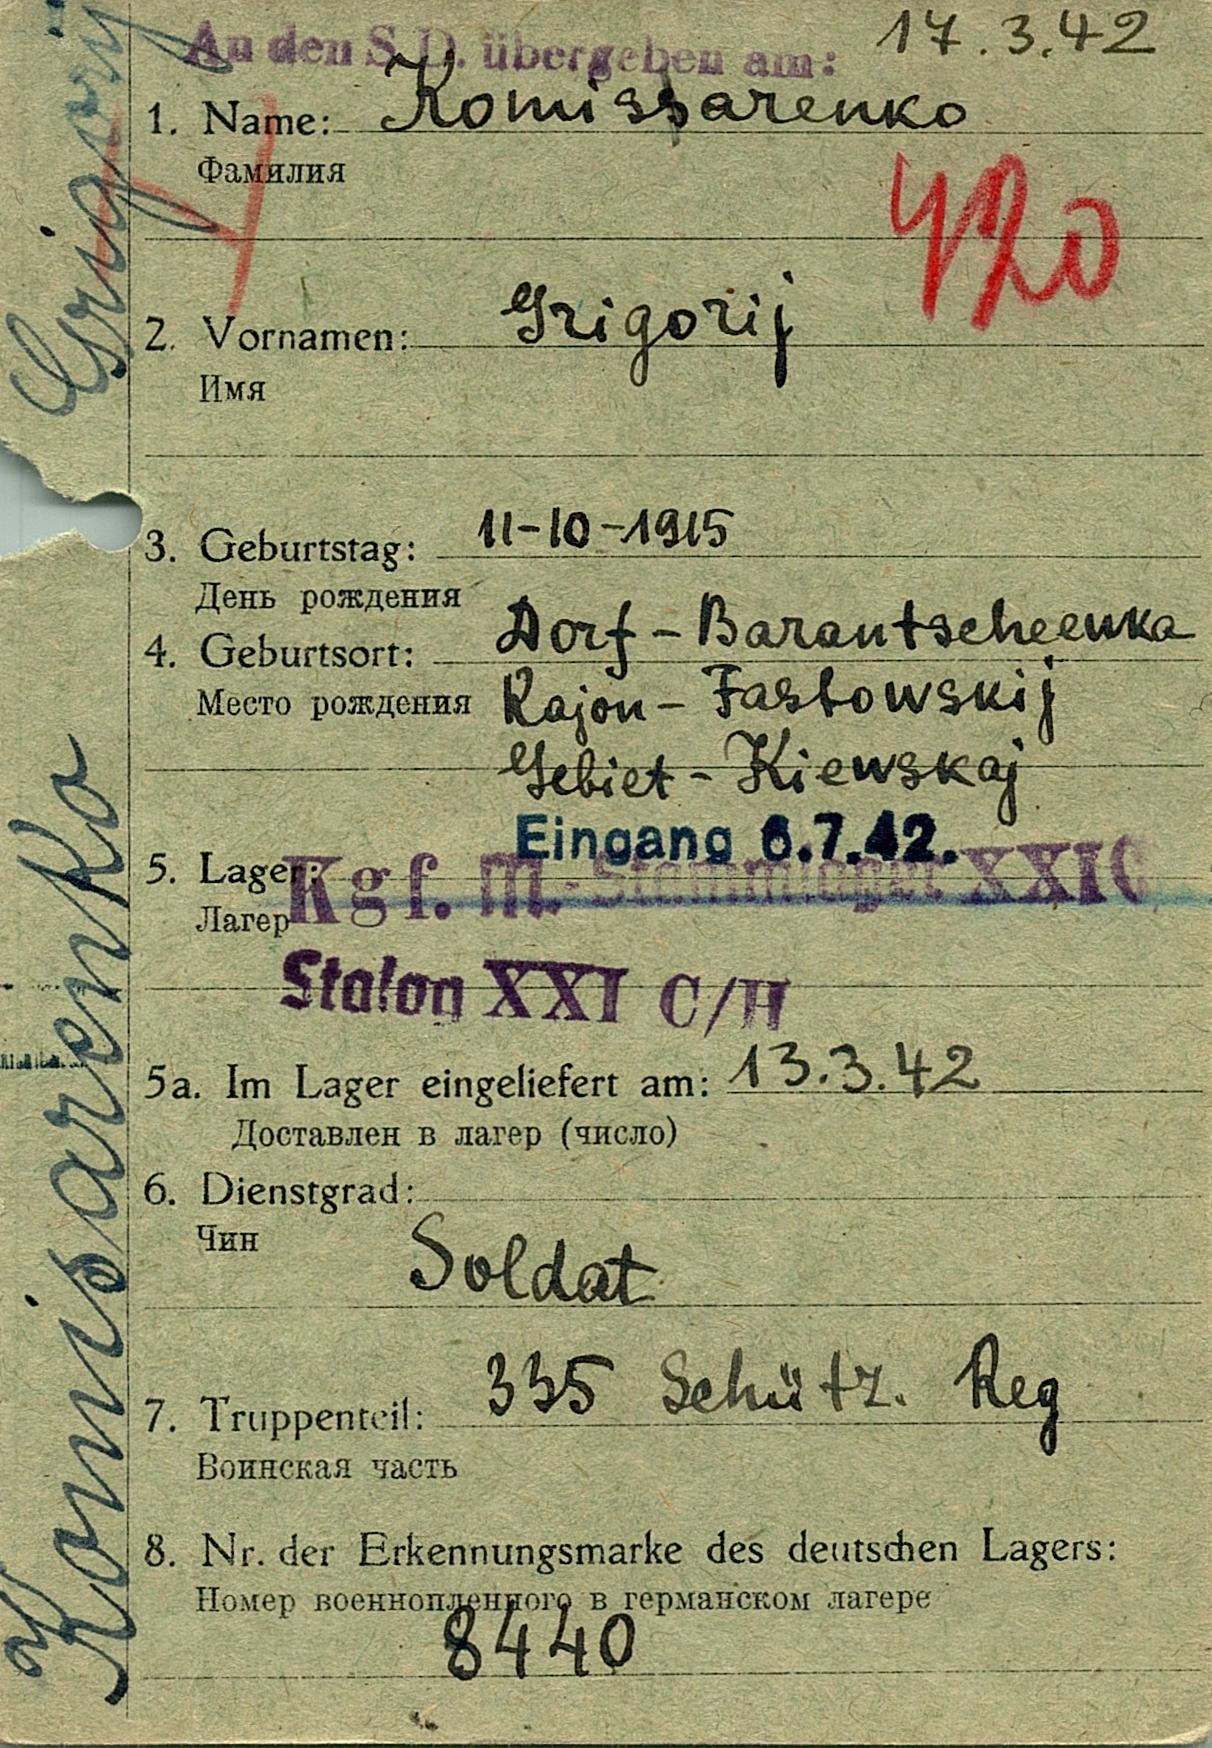 An den S.D. übergeben am: 17.3.42
1. Name: Komissarenko
Фамилия
420
2. Vornamen: Grigorij
Имя
3. Geburtstag: 11-10-1915
День рождения
4. Geburtsort: Dorf - Barantscheenka
Место рождения Rajon - Fastowskij
Gebiet - Kiewskaj
Eingang 6.7.42.
5. Lager: Kgf. M.-Stammlager XXIC
Лагер
Stalag XXI C/H
5a. Im Lager eingeliefert am: 13.3.42
Доставлен в лагер (число)
6. Dienstgrad:
Чин
Soldat
7. Truppenteil: 335 Schütz. Reg
Воинская часть
8. Nr. der Erkennungsmarke des deutschen Lagers:
Номер военнопленного в германском лагере
8440
Komisarenko Grigorij